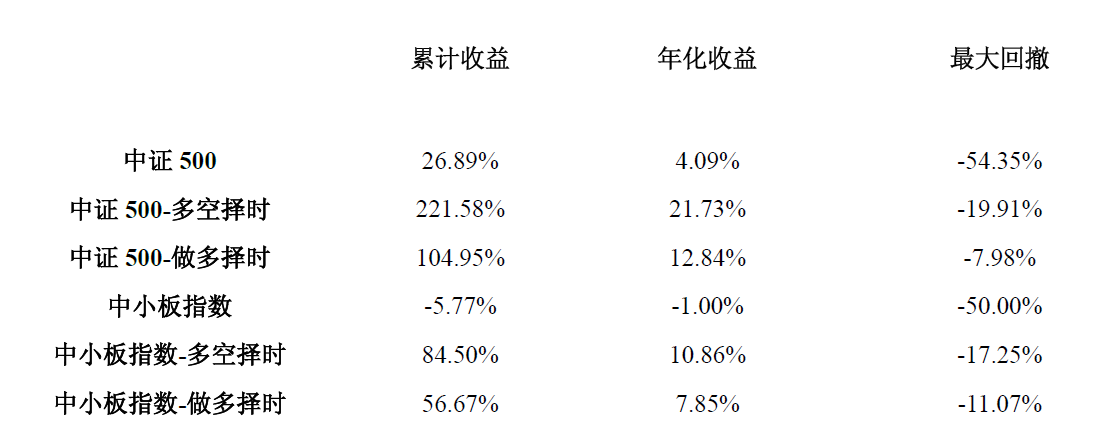 累计收益 年化收益 最大回撤
中证 500 26.89% 4.09% -54.35%
中证 500-多空择时 221.58% 21.73% -19.91%
中证 500-做多择时 104.95% 12.84% -7.98%
中小板指数 -5.77% -1.00% -50.00%
中小板指数-多空择时 84.50% 10.86% -17.25%
中小板指数-做多择时 56.67% 7.85% -11.07%